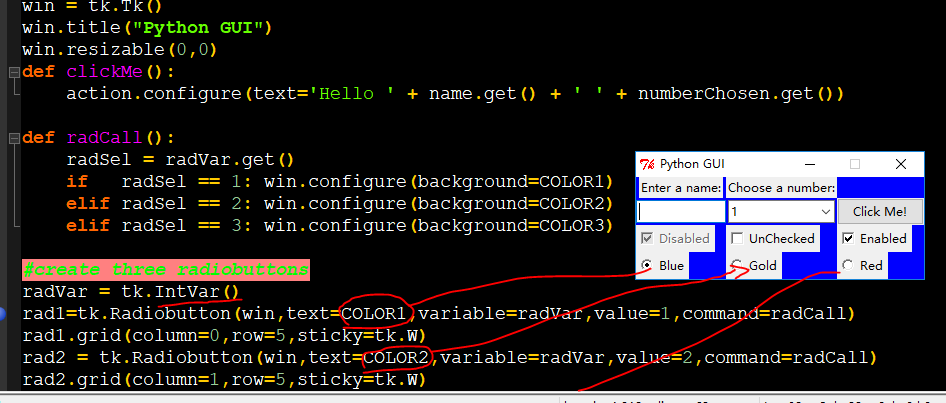 win = tk.Tk()
win.title("Python GUI")
win.resizable(0,0)
def clickMe():
    action.configure(text='Hello ' + name.get() + ' ' + numberChosen.get())
def radCall():
    radSel = radVar.get()
    if   radSel == 1: win.configure(background=COLOR1)
    elif radSel == 2: win.configure(background=COLOR2)
    elif radSel == 3: win.configure(background=COLOR3)
#create three radiobuttons
radVar = tk.IntVar()
rad1=tk.Radiobutton(win,text=COLOR1,variable=radVar,value=1,command=radCall)
rad1.grid(column=0,row=5,sticky=tk.W)
rad2 = tk.Radiobutton(win,text=COLOR2,variable=radVar,value=2,command=radCall)
rad2.grid(column=1,row=5,sticky=tk.W)
Python GUI
Enter a name: Choose a number:
1 Click Me!
Disabled UnChecked Enabled
Blue Gold Red